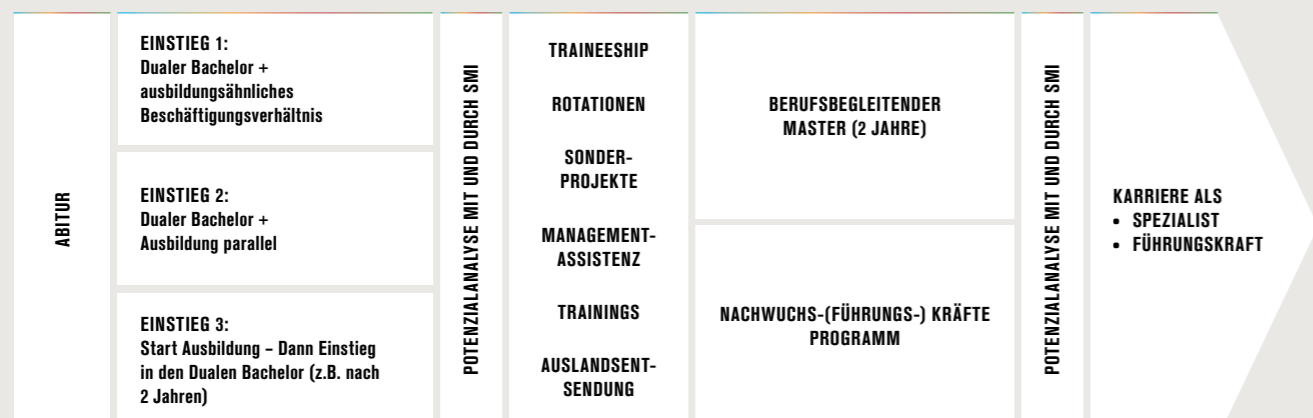 ABITUR
EINSTIEG 1:
Dualer Bachelor +
ausbildungsähnliches
Beschäftigungsverhältnis
EINSTIEG 2:
Dualer Bachelor +
Ausbildung parallel
EINSTIEG 3:
Start Ausbildung – Dann Einstieg
in den Dualen Bachelor (z.B. nach
2 Jahren)
POTENZIALANALYSE MIT UND DURCH SMI
TRAINEESHIP
ROTATIONEN
SONDER-
PROJEKTE
MANAGEMENT-
ASSISTENZ
TRAININGS
AUSLANDSENT-
SENDUNG
BERUFSBEGLEITENDER
MASTER (2 JAHRE)
NACHWUCHS-(FÜHRUNGS-) KRÄFTE
PROGRAMM
POTENZIALANALYSE MIT UND DURCH SMI
KARRIERE ALS
• SPEZIALIST
• FÜHRUNGSKRAFT